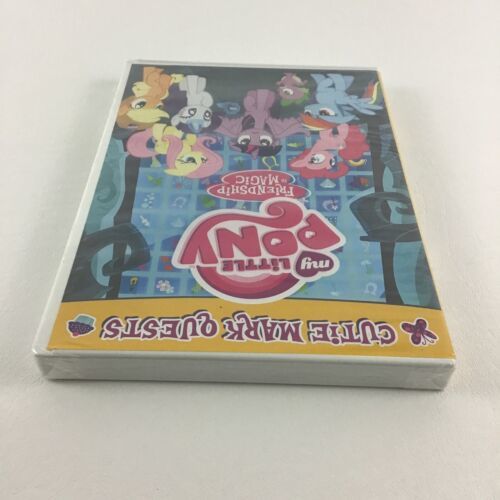 CUTIE MARK QUESTS
my
LITTLE
PONY
FRIENDSHIP
IS
MAGIC